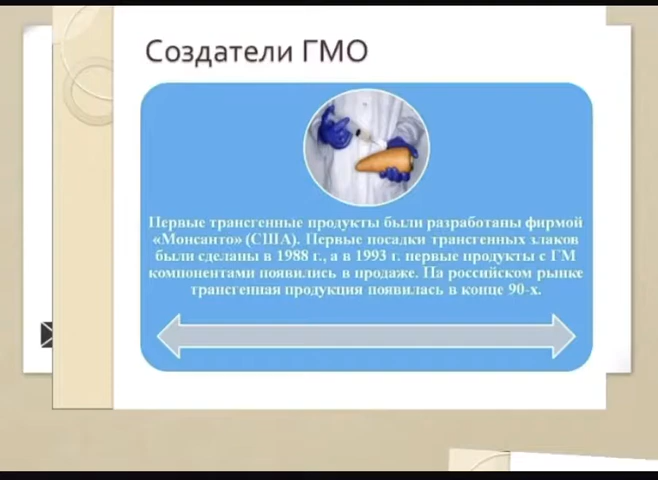 Создатели ГМО
Первые трансгенные продукты были разработаны фирмой
«Монсанто» (США). Первые посадки трансгенных злаков
были сделаны в 1988 г., а в 1993 г. первые продукты с ГМ
компонентами появились в продаже. На российском рынке
трансгенная продукция появилась в конце 90-х.